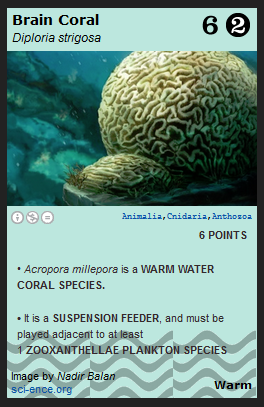 Brain Coral 6 2
Diploria strigosa
Animalia,Cnidaria,Anthozoa
6 POINTS
• Acropora millepora is a WARM WATER
CORAL SPECIES.
• It is a SUSPENSION FEEDER, and must be
played adjacent to at least
1 ZOOXANTHELLAE PLANKTON SPECIES
Image by Nadir Balan
sci-ence.org
Warm